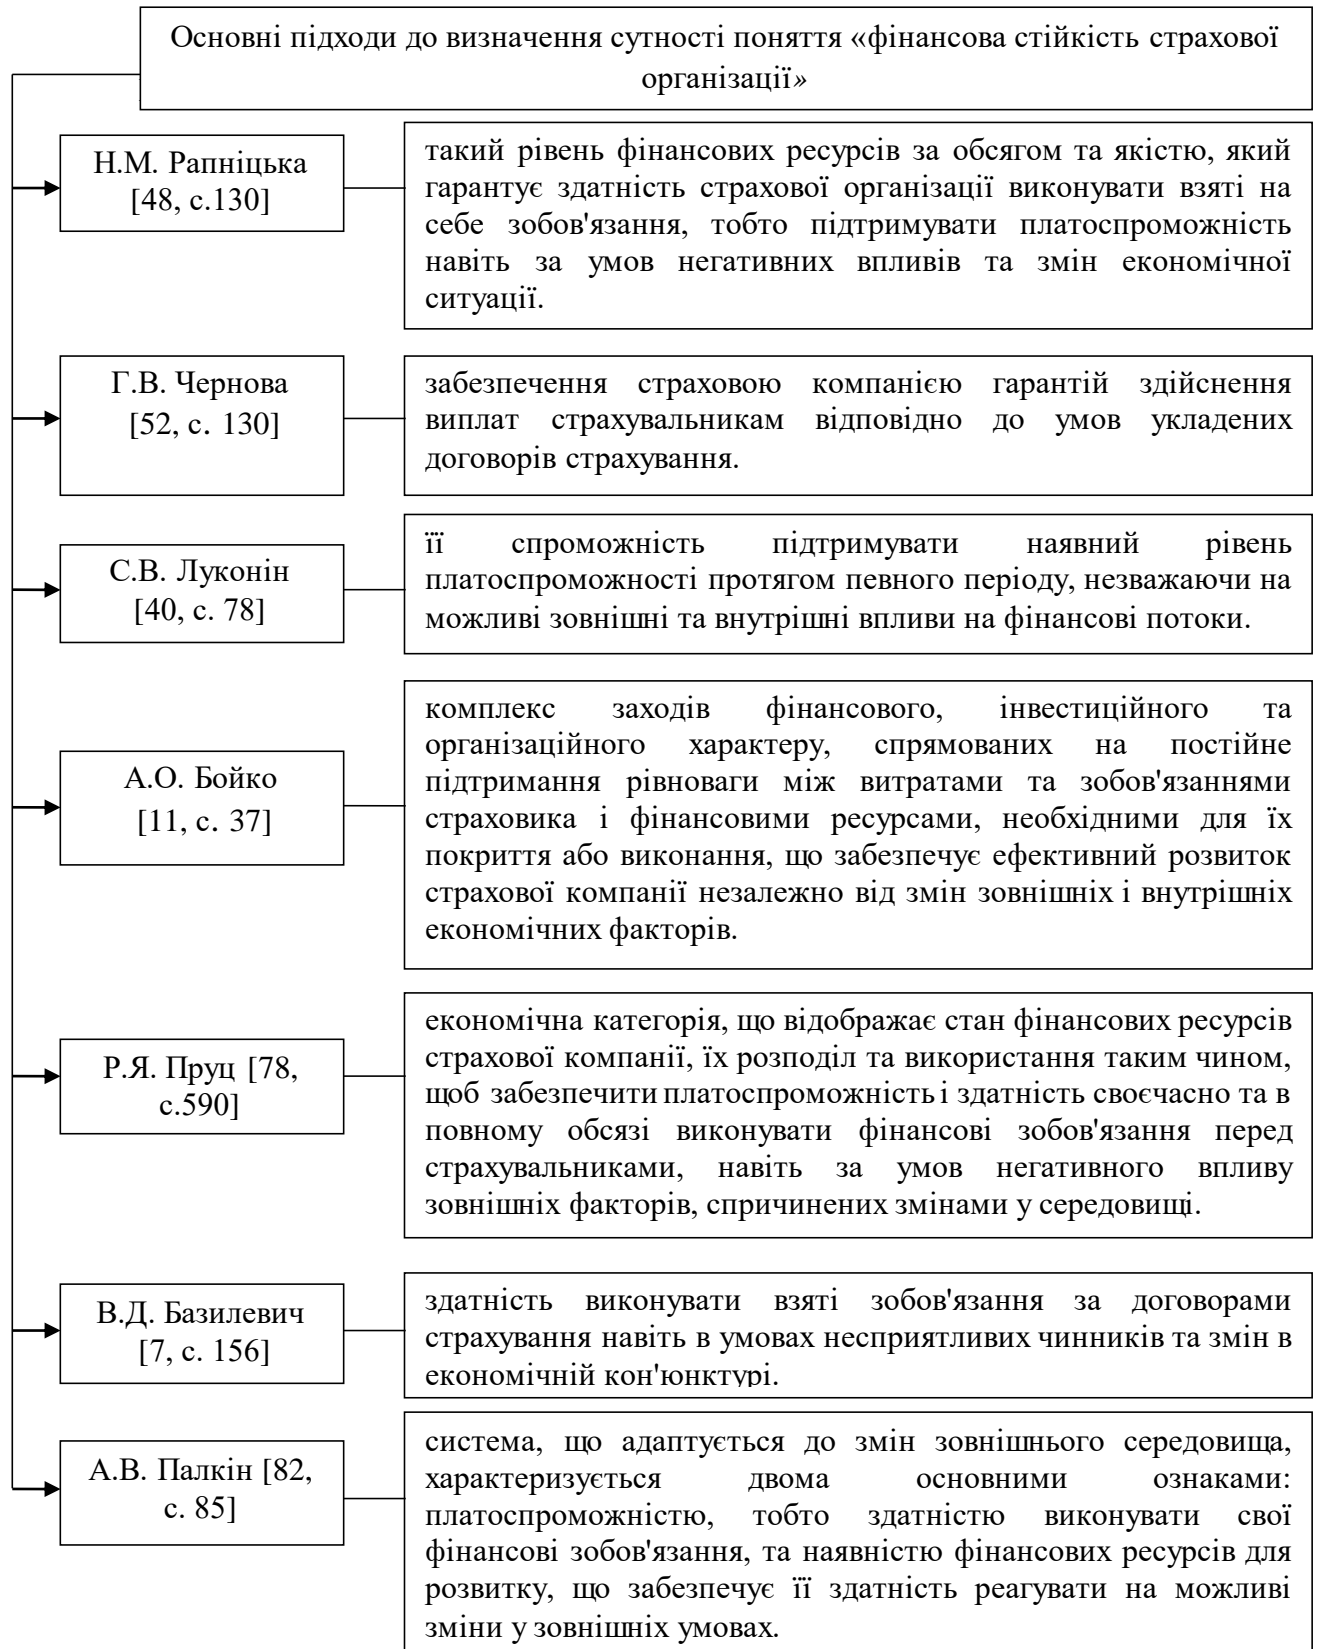 Основні підходи до визначення сутності поняття «фінансова стійкість страхової
організації»
Н.М. Рапніцька
[48, с.130]
такий рівень фінансових ресурсів за обсягом та якістю, який
гарантує здатність страхової організації виконувати взяті на
себе зобов'язання, тобто підтримувати платоспроможність
навіть за умов негативних впливів та змін економічної
ситуації.
Г.В. Чернова
[52, с. 130]
забезпечення страховою компанією гарантій здійснення
виплат страхувальникам відповідно до умов укладених
договорів страхування.
С.В. Луконін
[40, с. 78]
її спроможність підтримувати наявний рівень
платоспроможності протягом певного періоду, незважаючи на
можливі зовнішні та внутрішні впливи на фінансові потоки.
А.О. Бойко
[11, с. 37]
комплекс заходів фінансового, інвестиційного та
організаційного характеру, спрямованих на постійне
підтримання рівноваги між витратами та зобов'язаннями
страховика і фінансовими ресурсами, необхідними для їх
покриття або виконання, що забезпечує ефективний розвиток
страхової компанії незалежно від змін зовнішніх і внутрішніх
економічних факторів.
Р.Я. Пруц [78,
с.590]
економічна категорія, що відображає стан фінансових ресурсів
страхової компанії, їх розподіл та використання таким чином,
щоб забезпечити платоспроможність і здатність своєчасно та в
повному обсязі виконувати фінансові зобов'язання перед
страхувальниками, навіть за умов негативного впливу
зовнішніх факторів, спричинених змінами у середовищі.
В.Д. Базилевич
[7, с. 156]
здатність виконувати взяті зобов'язання за договорами
страхування навіть в умовах несприятливих чинників та змін в
економічній кон'юнктурі.
А.В. Палкін [82,
с. 85]
система, що адаптується до змін зовнішнього середовища,
характеризується двома основними ознаками:
платоспроможністю, тобто здатністю виконувати свої
фінансові зобов'язання, та наявністю фінансових ресурсів для
розвитку, що забезпечує її здатність реагувати на можливі
зміни у зовнішніх умовах.